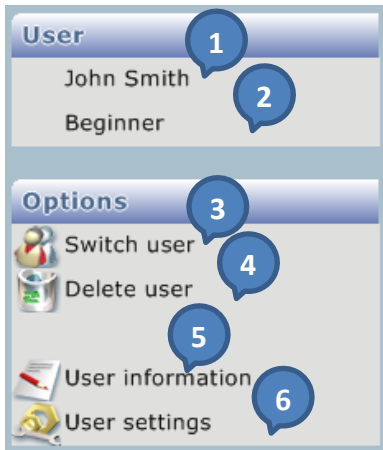 User
1
John Smith
2
Beginner
Options
3
Switch user
4
Delete user
5
User information
6
User settings